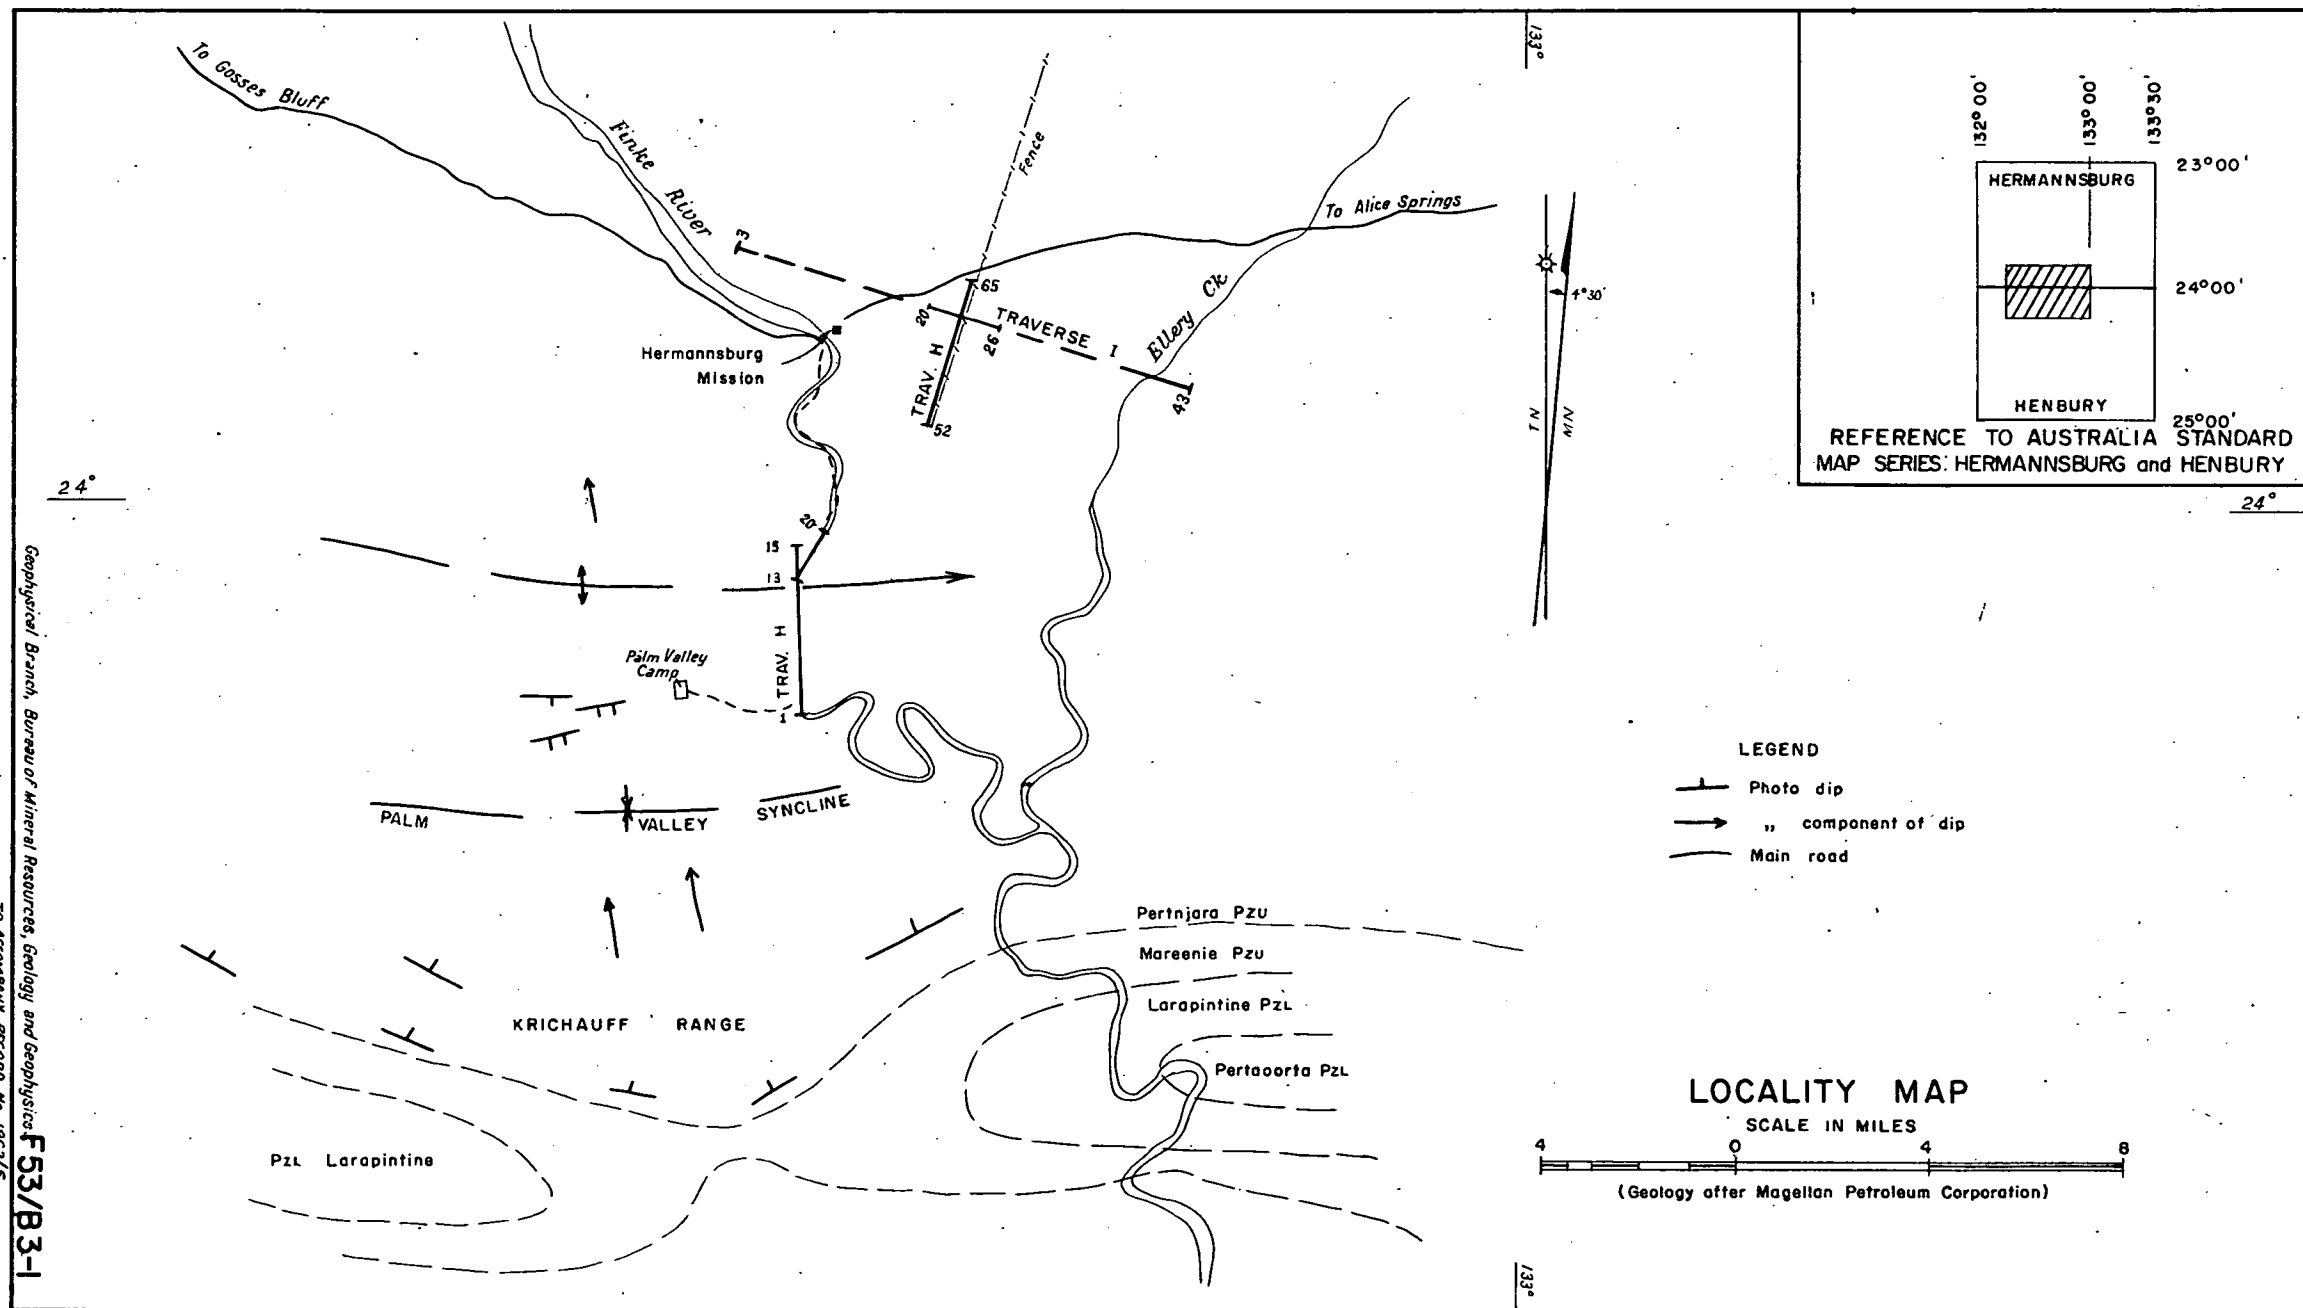 To Gosses Bluff
Finke River
Fence
To Alice Springs
133°
3
65
20
TRAVERSE I
26
TRAV. H
52
Ellery Ck
43
Hermannsburg
Mission
4°30'
TN
MN
132°00'
133°00'
133°30'
23°00'
HERMANNSBURG
24°00'
HENBURY
25°00'
REFERENCE TO AUSTRALIA STANDARD
MAP SERIES: HERMANNSBURG and HENBURY
24°
24°
20
15
13
TRAV. H
1
Palm Valley
Camp
PALM VALLEY SYNCLINE
LEGEND
Photo dip
„ component of dip
Main road
Pertnjara PZU
Mareenie PZU
Larapintine PZL
Pertaoorta PZL
KRICHAUFF RANGE
PZL Larapintine
LOCALITY MAP
SCALE IN MILES
4 0 4 8
(Geology after Magellan Petroleum Corporation)
133°
Geophysical Branch, Bureau of Mineral Resources, Geology and Geophysics.
F53/B3-1